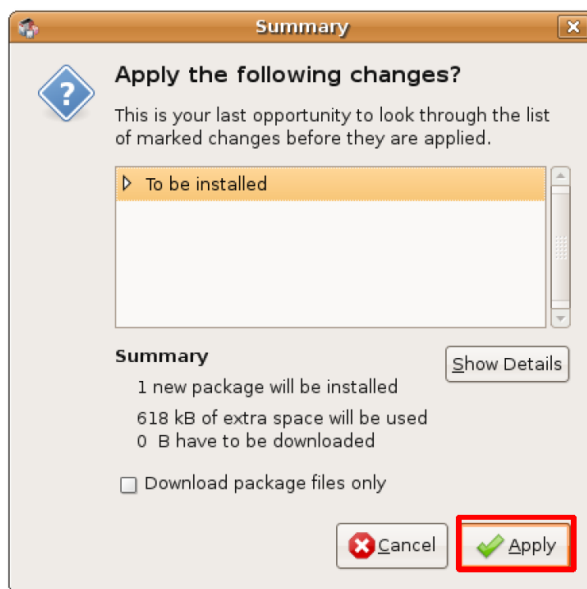 Summary
Apply the following changes?
This is your last opportunity to look through the list
of marked changes before they are applied.
To be installed
Summary
Show Details
1 new package will be installed
618 kB of extra space will be used
0 B have to be downloaded
Download package files only
Cancel
Apply